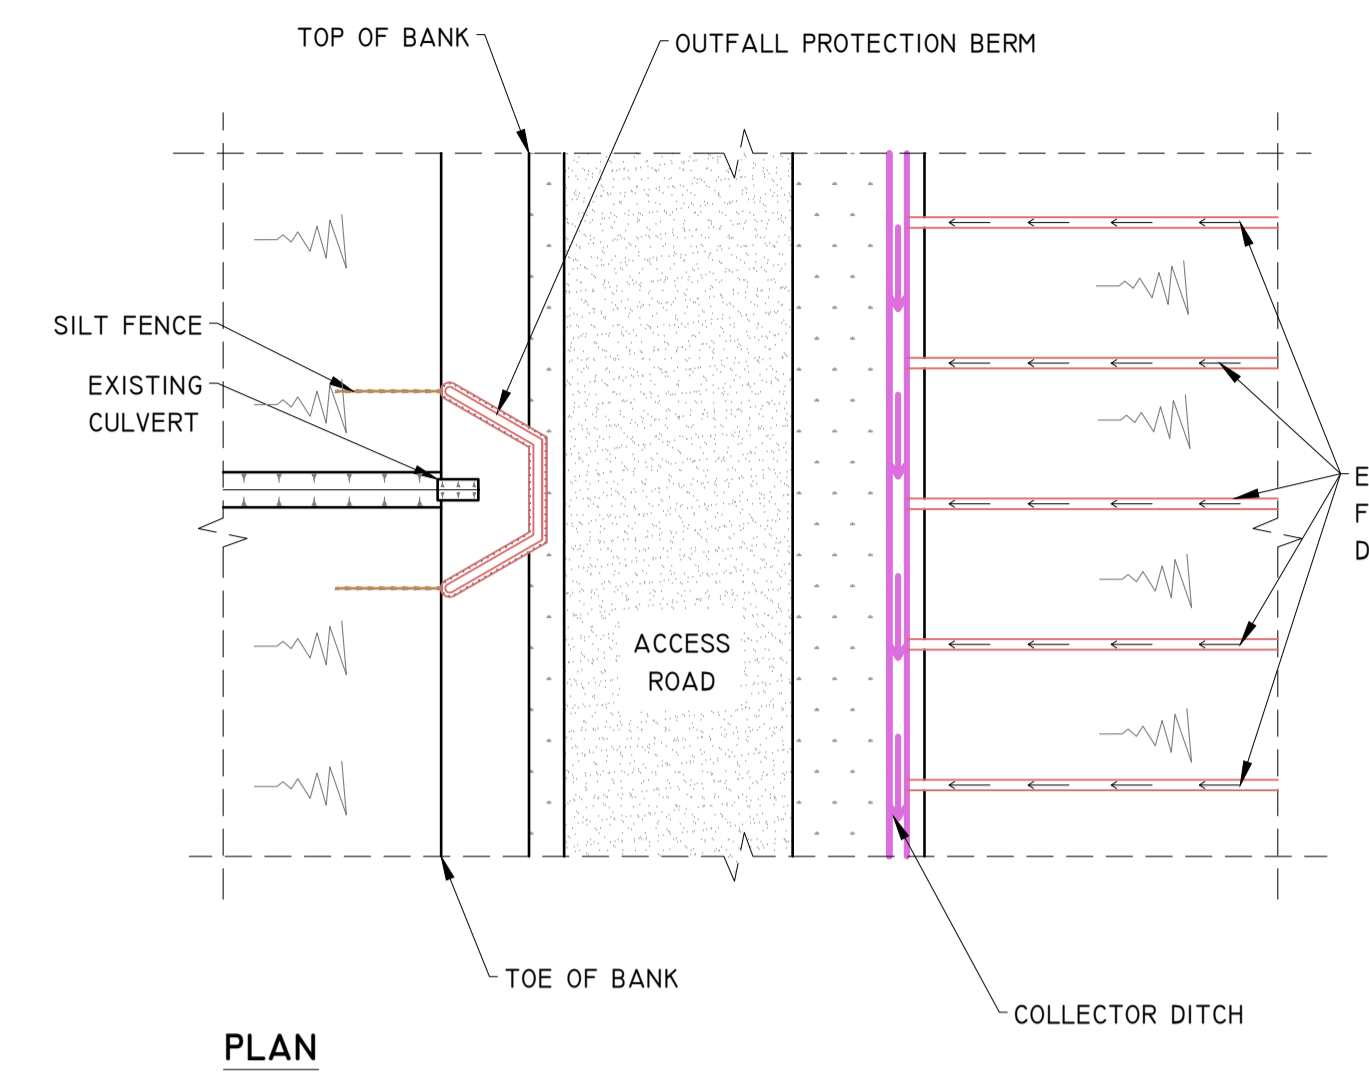 TOP OF BANK
OUTFALL PROTECTION BERM
SILT FENCE
EXISTING
CULVERT
E
F
D
ACCESS
ROAD
TOE OF BANK
COLLECTOR DITCH
PLAN